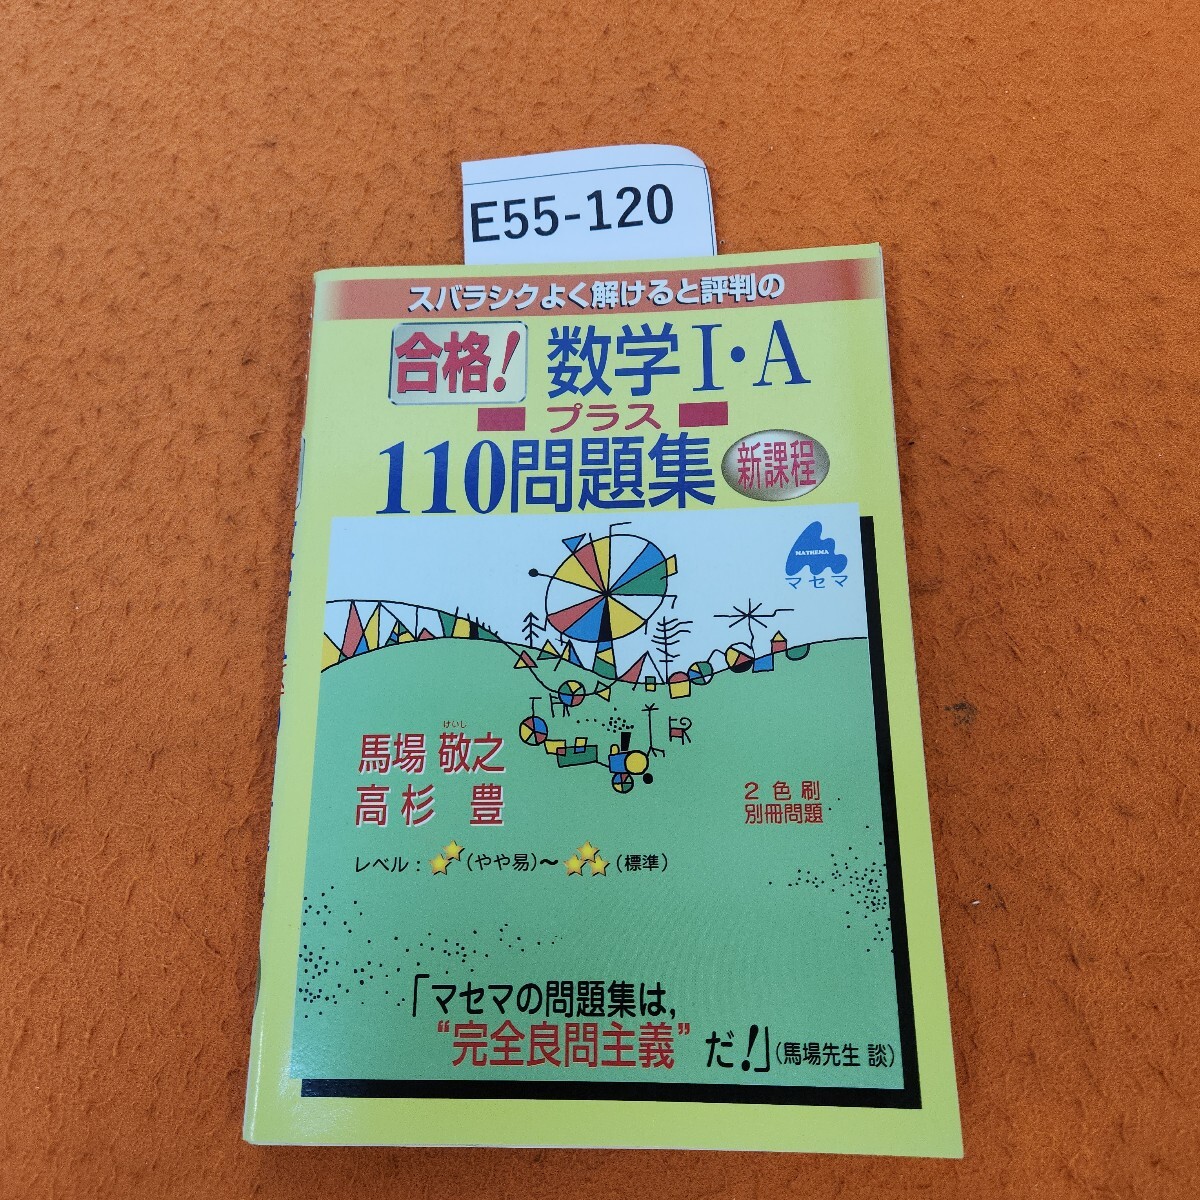 E55-120
スバラシクよく解けると評判の
合格! 数学I・A
プラス
110問題集 新課程
MATHEMA
マセマ
けいし
馬場 敬之
高杉 豊
2色刷
別冊問題
レベル: (やや易)～ (標準)
「マセマの問題集は,
“完全良問主義”だ!」(馬場先生 談)